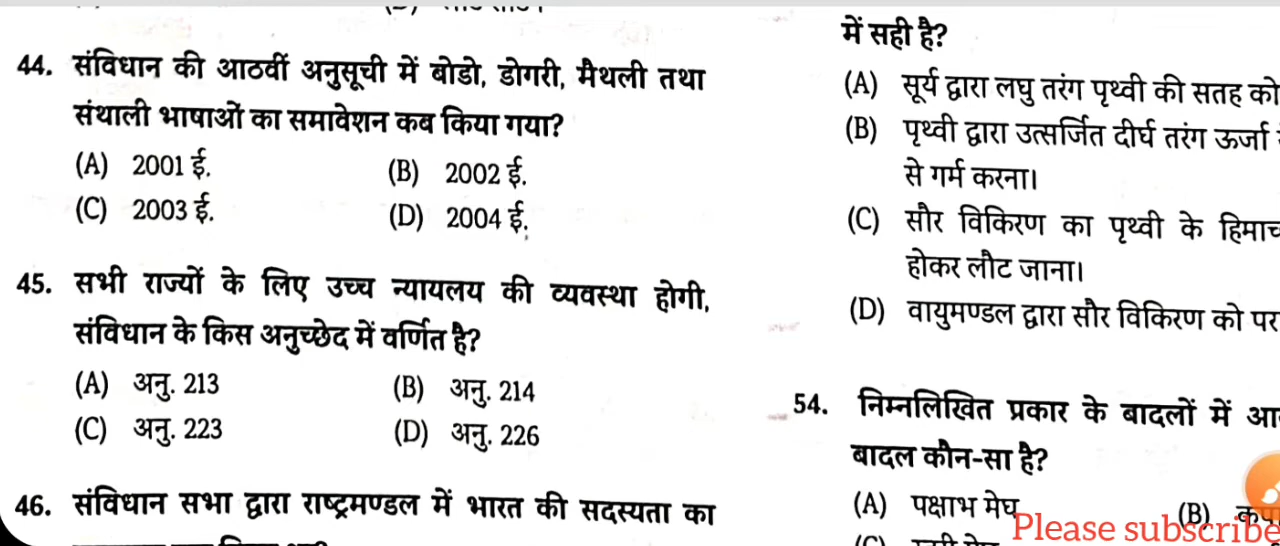 44. संविधान की आठवीं अनुसूची में बोडो, डोगरी, मैथली तथा
संथाली भाषाओं का समावेशन कब किया गया?
(A) 2001 ई. (B) 2002 ई.
(C) 2003 ई. (D) 2004 ई.
45. सभी राज्यों के लिए उच्च न्यायलय की व्यवस्था होगी,
संविधान के किस अनुच्छेद में वर्णित है?
(A) अनु. 213 (B) अनु. 214
(C) अनु. 223 (D) अनु. 226
46. संविधान सभा द्वारा राष्ट्रमण्डल में भारत की सदस्यता का
में सही है?
(A) सूर्य द्वारा लघु तरंग पृथ्वी की सतह को
(B) पृथ्वी द्वारा उत्सर्जित दीर्घ तरंग ऊर्जा
से गर्म करना।
(C) सौर विकिरण का पृथ्वी के
होकर लौट जाना।
(D) वायुमण्डल द्वारा सौर विकिरण को
54. निम्नलिखित प्रकार के बादलों में
बादल कौन-सा है?
(A) पक्षाभ मेघ (B)
(C)
Please subscribe